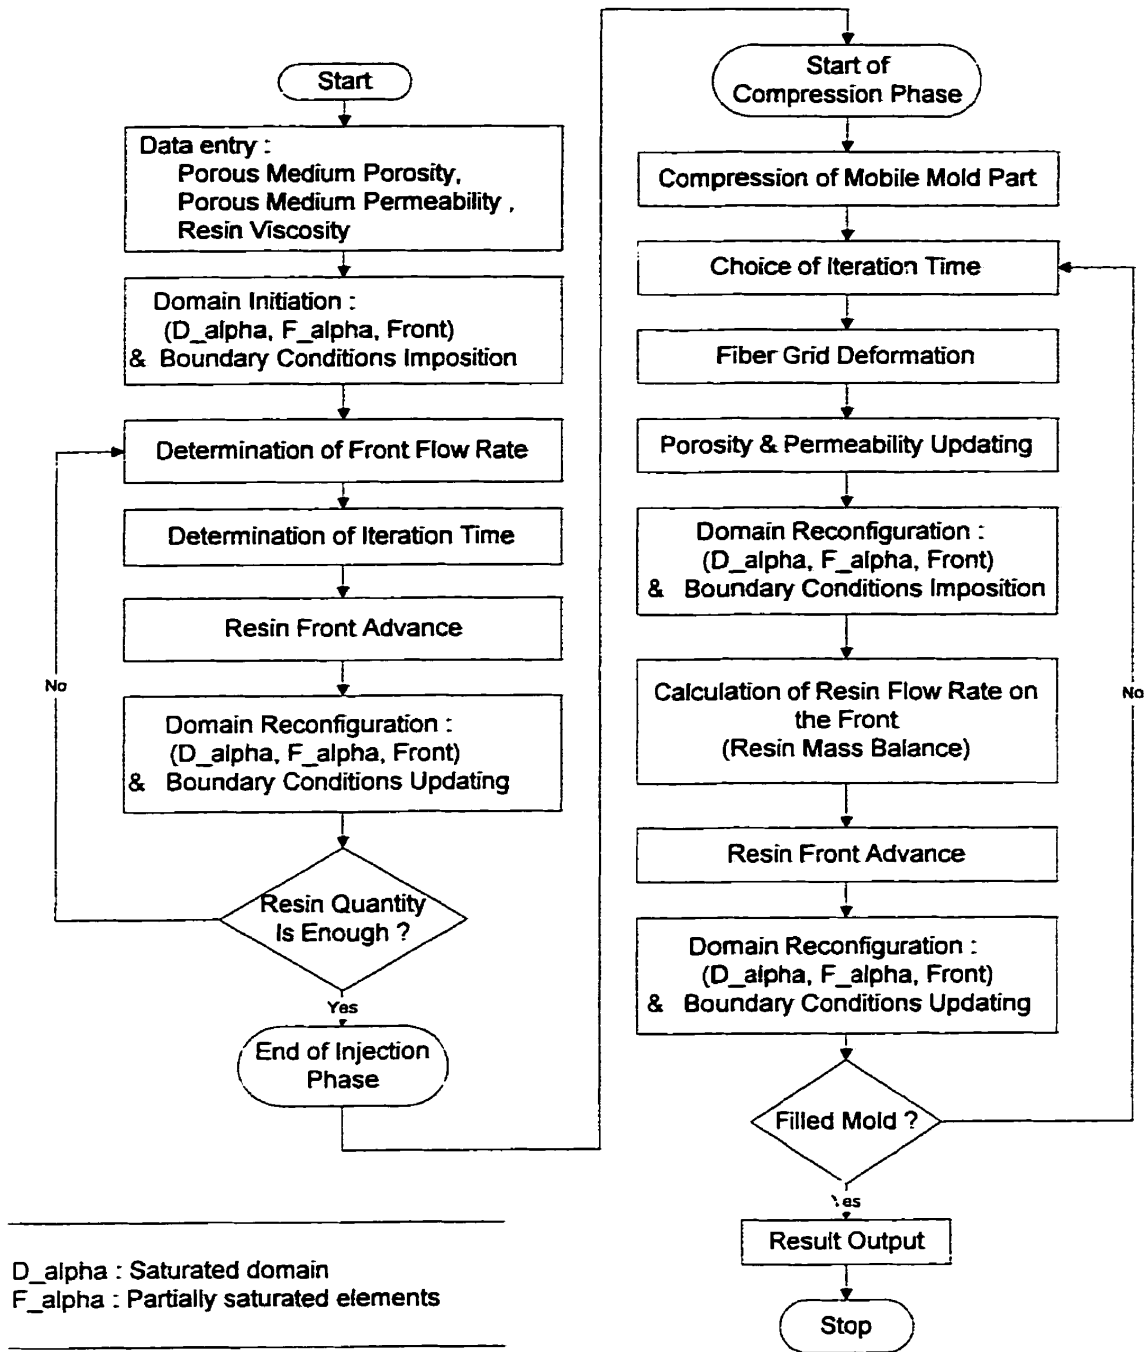 Start
Data entry :
Porous Medium Porosity,
Porous Medium Permeability ,
Resin Viscosity
Domain Initiation :
(D_alpha, F_alpha, Front)
& Boundary Conditions Imposition
Determination of Front Flow Rate
Determination of Iteration Time
Resin Front Advance
No
Domain Reconfiguration :
(D_alpha, F_alpha, Front)
& Boundary Conditions Updating
Resin Quantity
Is Enough ?
Yes
End of Injection
Phase
Start of
Compression Phase
Compression of Mobile Mold Part
Choice of Iteration Time
Fiber Grid Deformation
Porosity & Permeability Updating
Domain Reconfiguration :
(D_alpha, F_alpha, Front)
& Boundary Conditions Imposition
Calculation of Resin Flow Rate on
the Front
(Resin Mass Balance)
No
Resin Front Advance
Domain Reconfiguration :
(D_alpha, F_alpha, Front)
& Boundary Conditions Updating
Filled Mold ?
Yes
Result Output
Stop
D_alpha : Saturated domain
F_alpha : Partially saturated elements